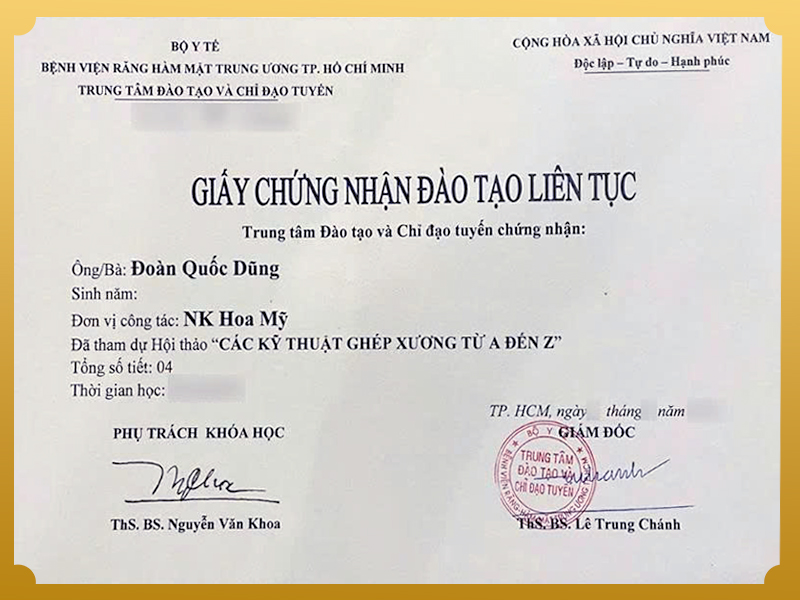 BỘ Y TẾ
BỆNH VIỆN RĂNG HÀM MẶT TRUNG ƯƠNG TP. HỒ CHÍ MINH
TRUNG TÂM ĐÀO TẠO VÀ CHỈ ĐẠO TUYẾN
CỘNG HÒA XÃ HỘI CHỦ NGHĨA VIỆT NAM
Độc lập – Tự do – Hạnh phúc
GIẤY CHỨNG NHẬN ĐÀO TẠO LIÊN TỤC
Trung tâm Đào tạo và Chỉ đạo tuyến chứng nhận:
Ông/Bà: Đoàn Quốc Dũng
Sinh năm:
Đơn vị công tác: NK Hoa Mỹ
Đã tham dự Hội thảo “CÁC KỸ THUẬT GHÉP XƯƠNG TỪ A ĐẾN Z”
Tổng số tiết: 04
Thời gian học:
TP. HCM, ngày tháng năm
PHỤ TRÁCH KHÓA HỌC
GIÁM ĐỐC
BỘ Y
TRUNG TÂM
ĐÀO TẠO VÀ
CHỈ ĐẠO TUYẾN
ThS. BS. Nguyễn Văn Khoa
ThS. BS. Lê Trung Chánh